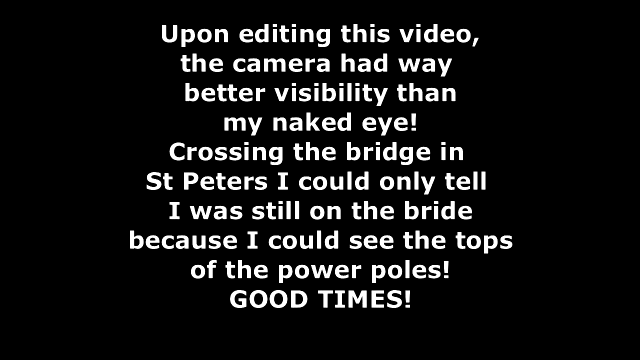 Upon editing this video,
the camera had way
better visibility than
my naked eye!
Crossing the bridge in
St Peters I could only tell
I was still on the bride
because I could see the tops
of the power poles!
GOOD TIMES!